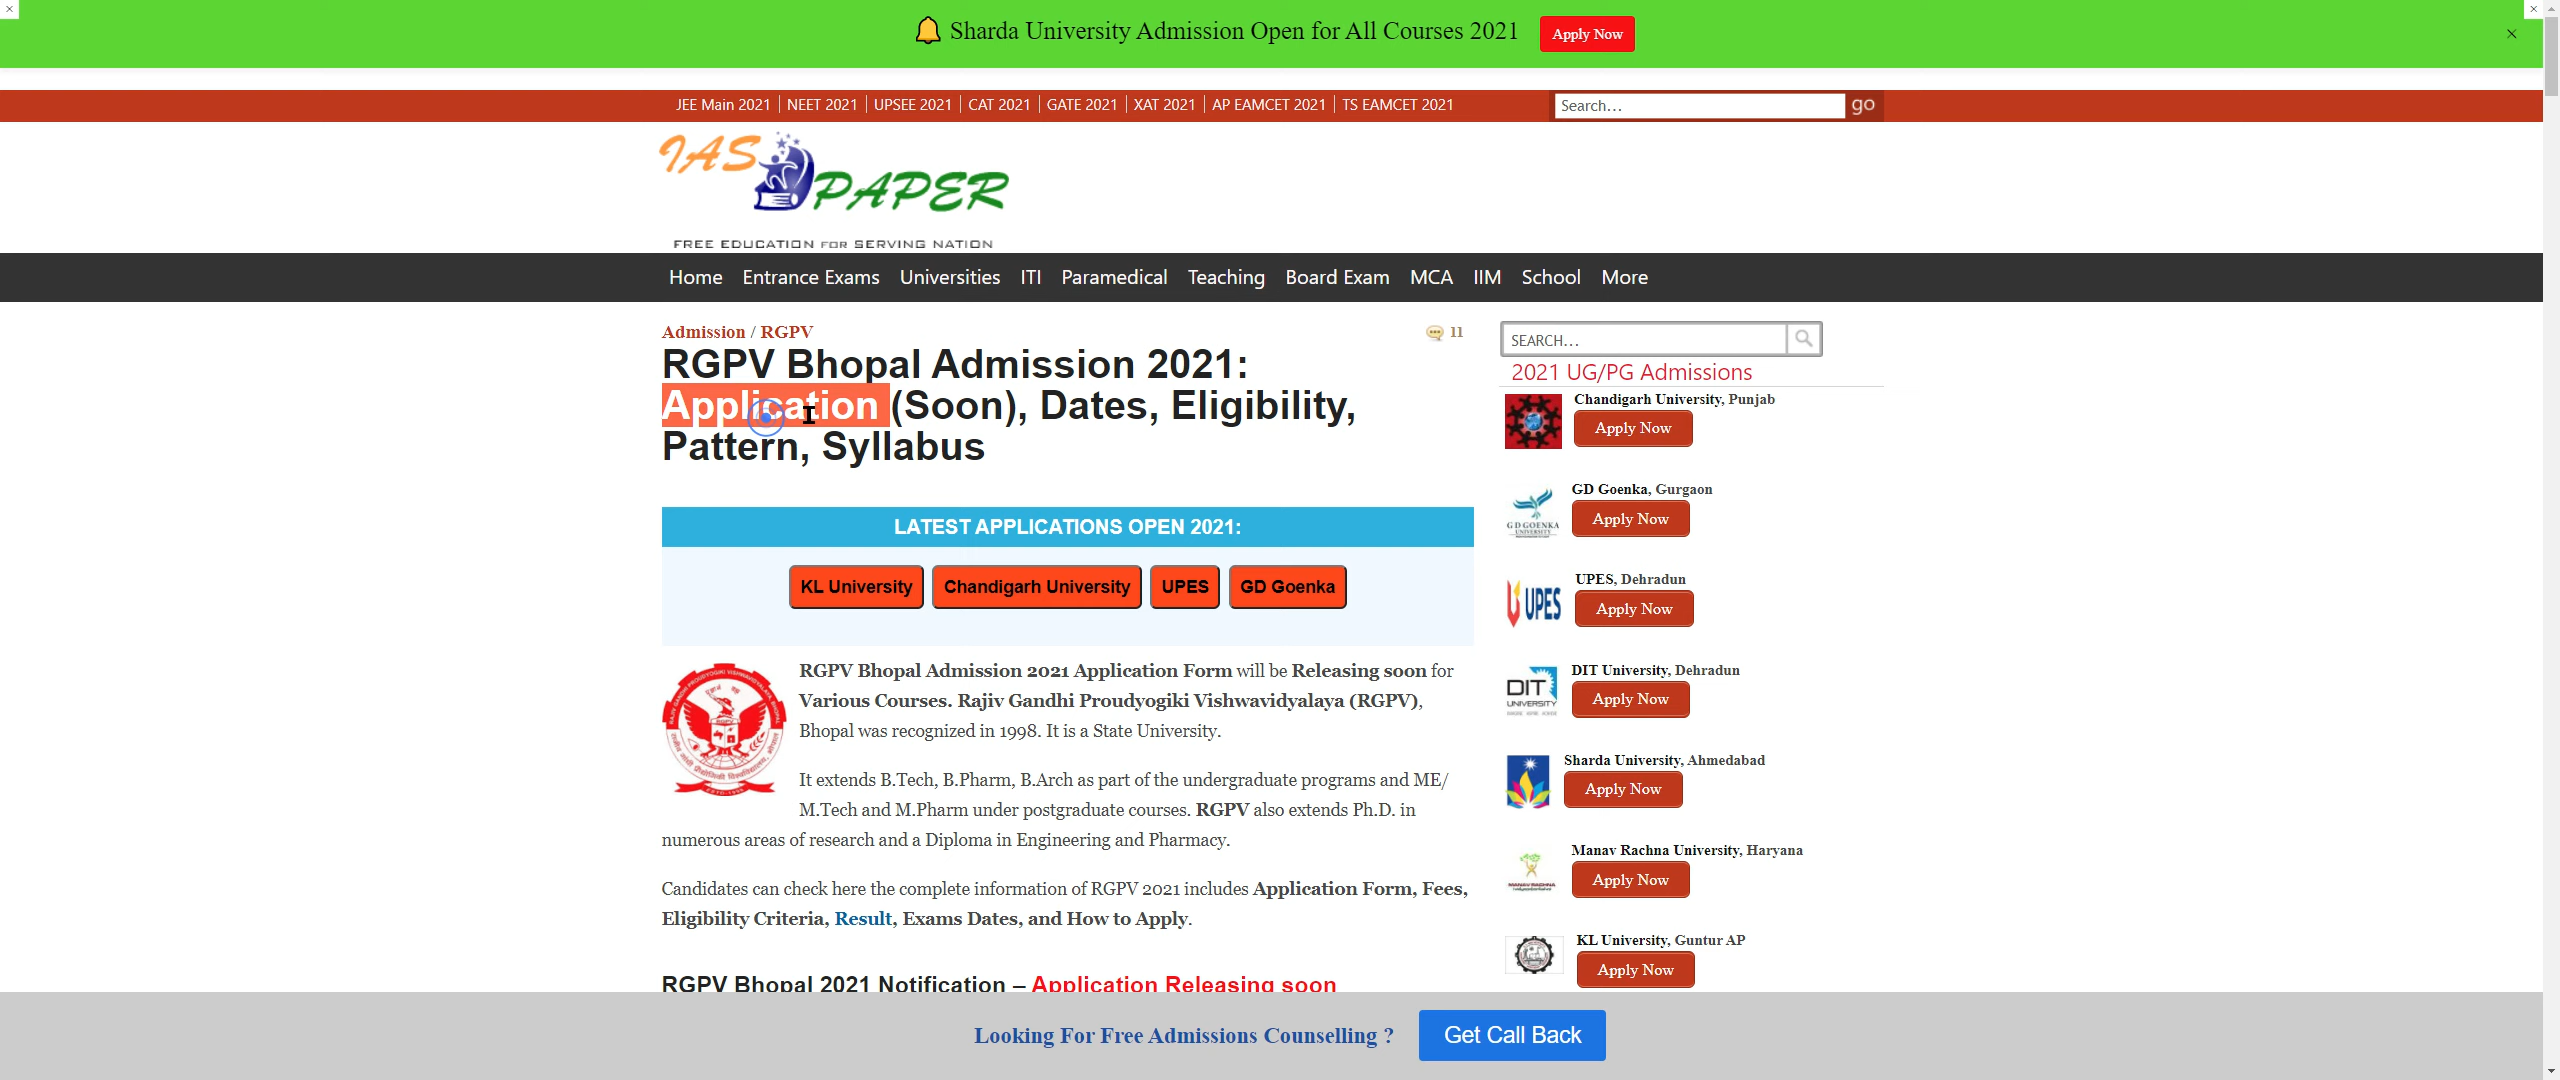 Sharda University Admission Open for All Courses 2021 Apply Now
JEE Main 2021 NEET 2021 UPSEE 2021 CAT 2021 GATE 2021 XAT 2021 AP EAMCET 2021 TS EAMCET 2021 Search... go
IAS PAPER
FREE EDUCATION FOR SERVING NATION
Home Entrance Exams Universities ITI Paramedical Teaching Board Exam MCA IIM School More
Admission / RGPV 11
RGPV Bhopal Admission 2021:
Application (Soon), Dates, Eligibility,
Pattern, Syllabus
LATEST APPLICATIONS OPEN 2021:
KL University Chandigarh University UPES GD Goenka
RGPV Bhopal Admission 2021 Application Form will be Releasing soon for
Various Courses. Rajiv Gandhi Proudyogiki Vishwavidyalaya (RGPV),
Bhopal was recognized in 1998. It is a State University.
It extends B.Tech, B.Pharm, B.Arch as part of the undergraduate programs and ME/
M.Tech and M.Pharm under postgraduate courses. RGPV also extends Ph.D. in
numerous areas of research and a Diploma in Engineering and Pharmacy.
Candidates can check here the complete information of RGPV 2021 includes Application Form, Fees,
Eligibility Criteria, Result, Exams Dates, and How to Apply.
RGPV Bhopal 2021 Notification – Application Releasing soon
SEARCH...
2021 UG/PG Admissions
Chandigarh University, Punjab
Apply Now
GD Goenka, Gurgaon
GD GOENKA
UNIVERSITY
Apply Now
UPES, Dehradun
UPES
Apply Now
DIT University, Dehradun
DIT
UNIVERSITY
Apply Now
Sharda University, Ahmedabad
Apply Now
Manav Rachna University, Haryana
MANAV RACHNA
Apply Now
KL University, Guntur AP
Apply Now
Looking For Free Admissions Counselling ? Get Call Back